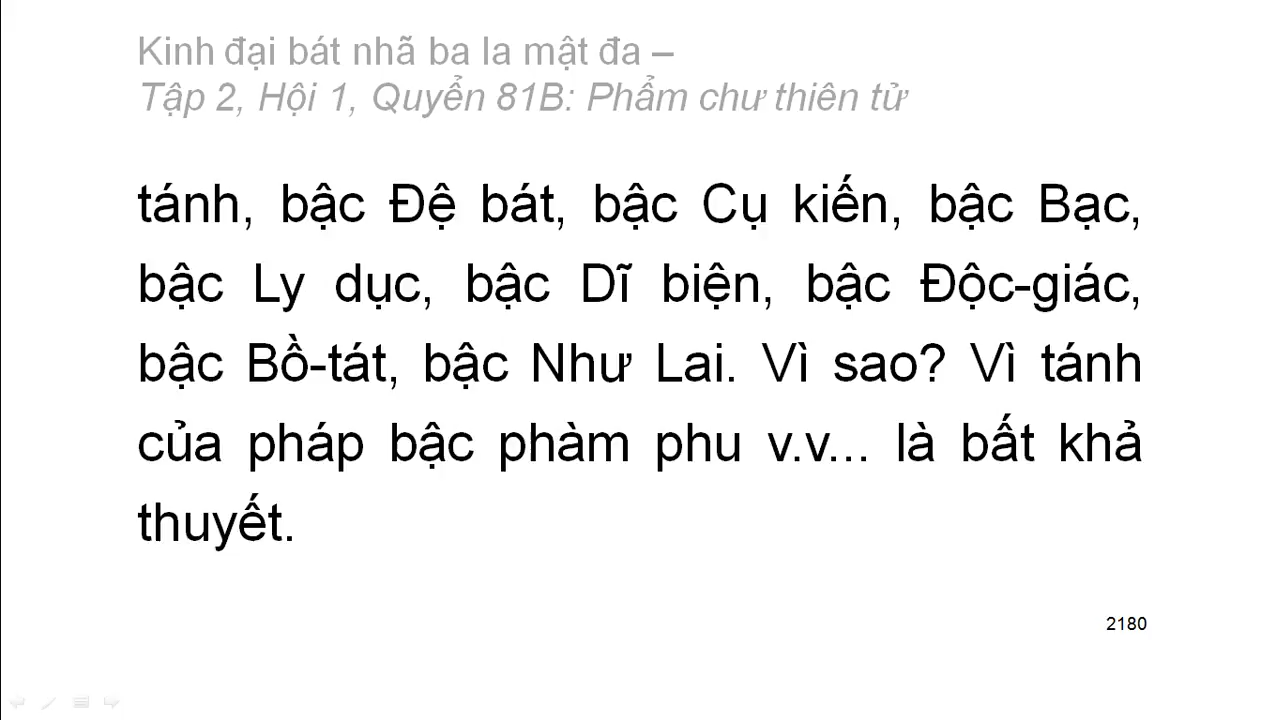 Kinh đại bát nhã ba la mật đa –
Tập 2, Hội 1, Quyển 81B: Phẩm chư thiên tử
tánh, bậc Đệ bát, bậc Cụ kiến, bậc Bạc,
bậc Ly dục, bậc Dĩ biện, bậc Độc-giác,
bậc Bồ-tát, bậc Như Lai. Vì sao? Vì tánh
của pháp bậc phàm phu v.v... là bất khả
thuyết.
2180